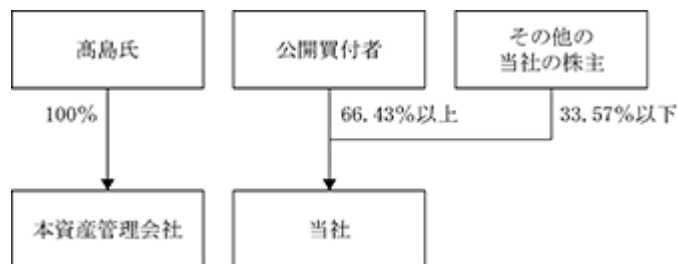 髙島氏
公開買付者
その他の
当社の株主
100%
66.43%以上
33.57%以下
本資産管理会社
当社